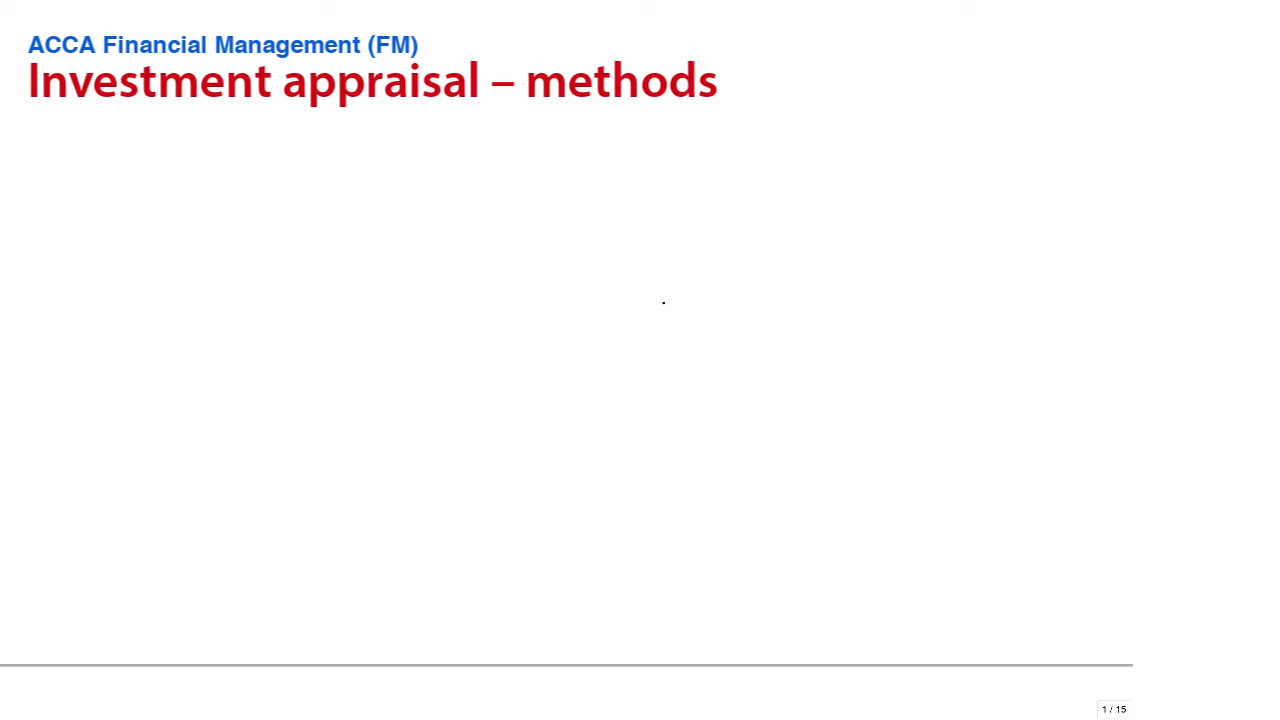 ACCA Financial Management (FM)
Investment appraisal – methods
1 / 15